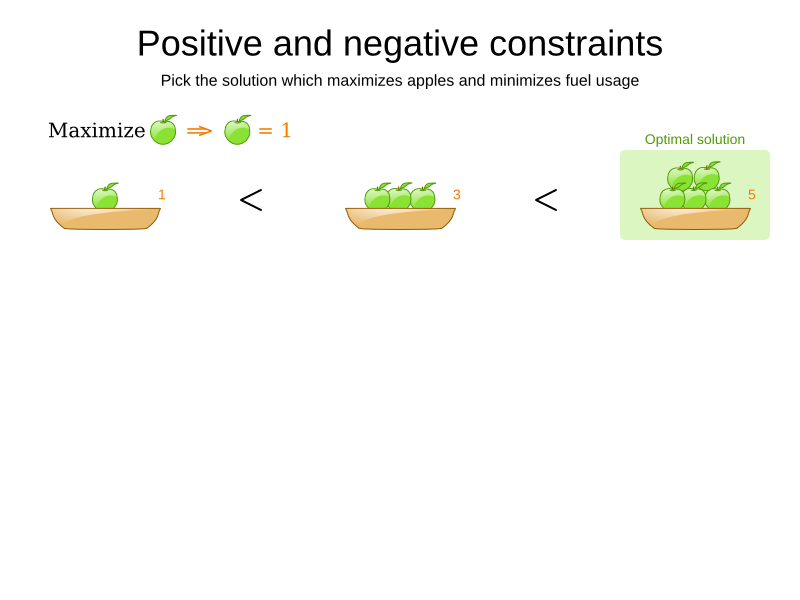 Positive and negative constraints
Pick the solution which maximizes apples and minimizes fuel usage
Maximize ⇒ = 1
Optimal solution
1 < 3 < 5